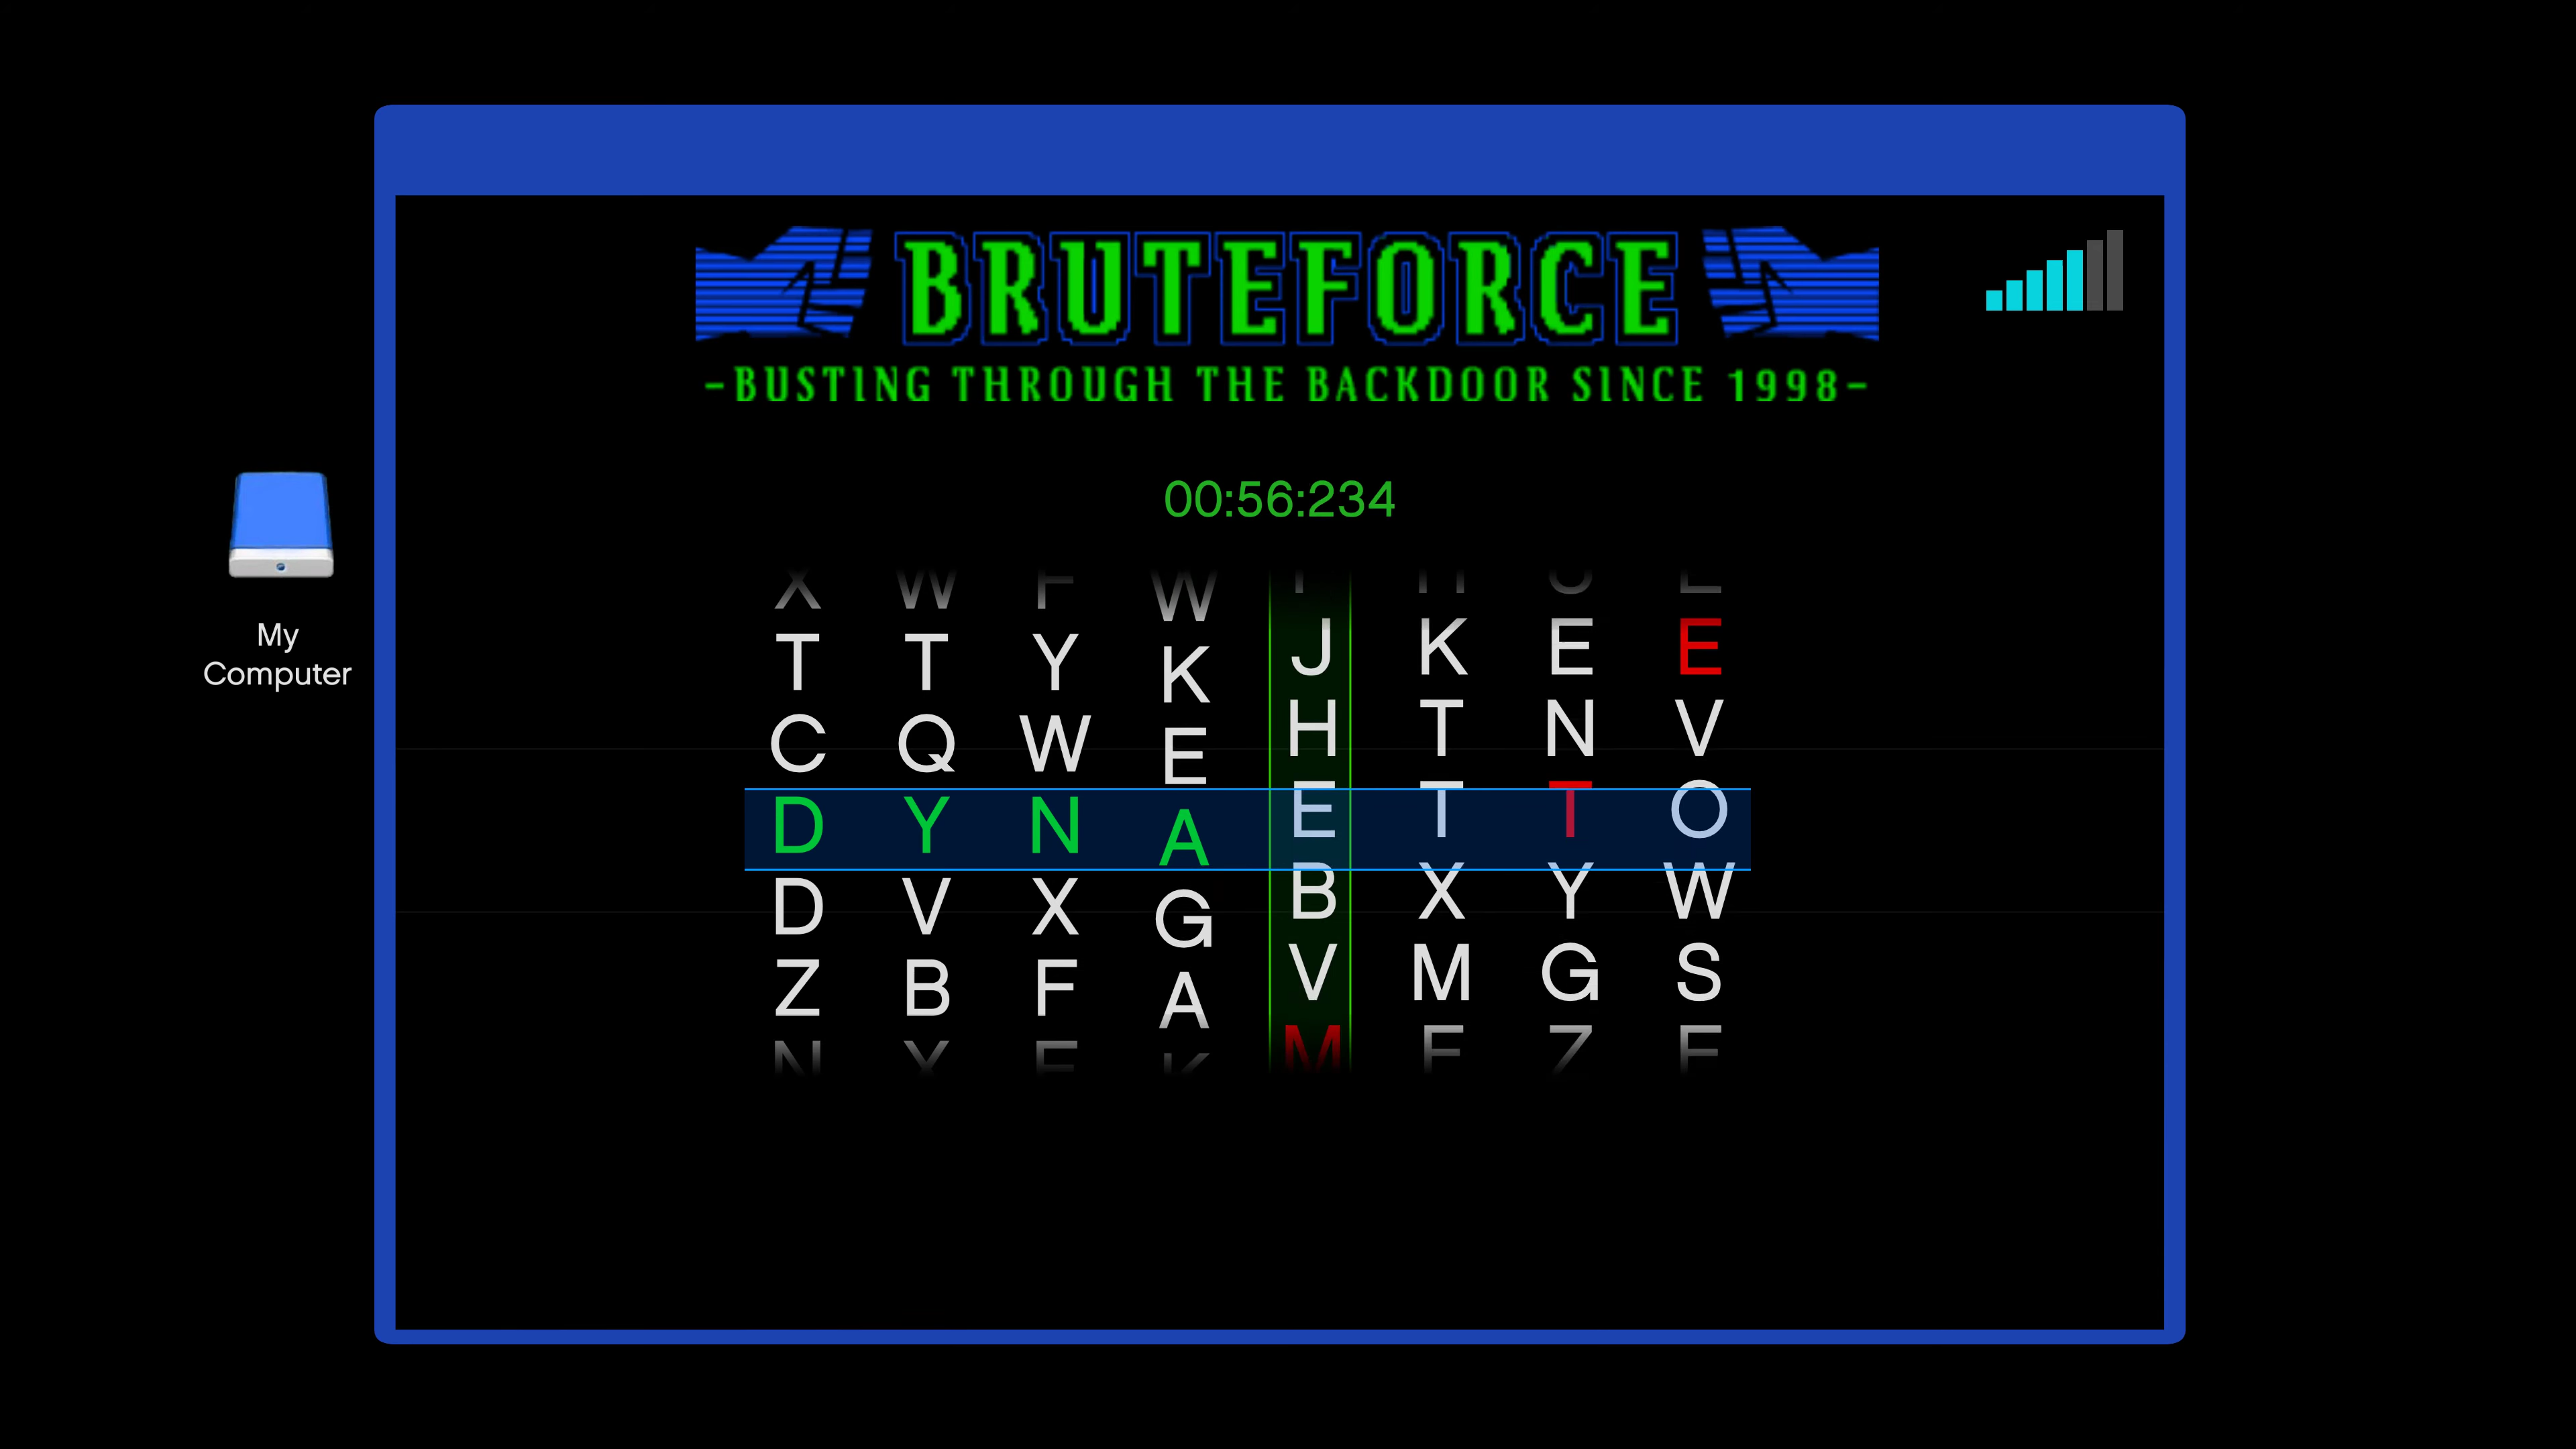 BRUTEFORCE
-BUSTING THROUGH THE BACKDOOR SINCE 1998-
00:56:234
My
Computer
X W F W
T T Y K J K E E
C Q W E H T N V
D Y N A E T T O
D V X G B X Y W
Z B F A V M G S
N Y M Z